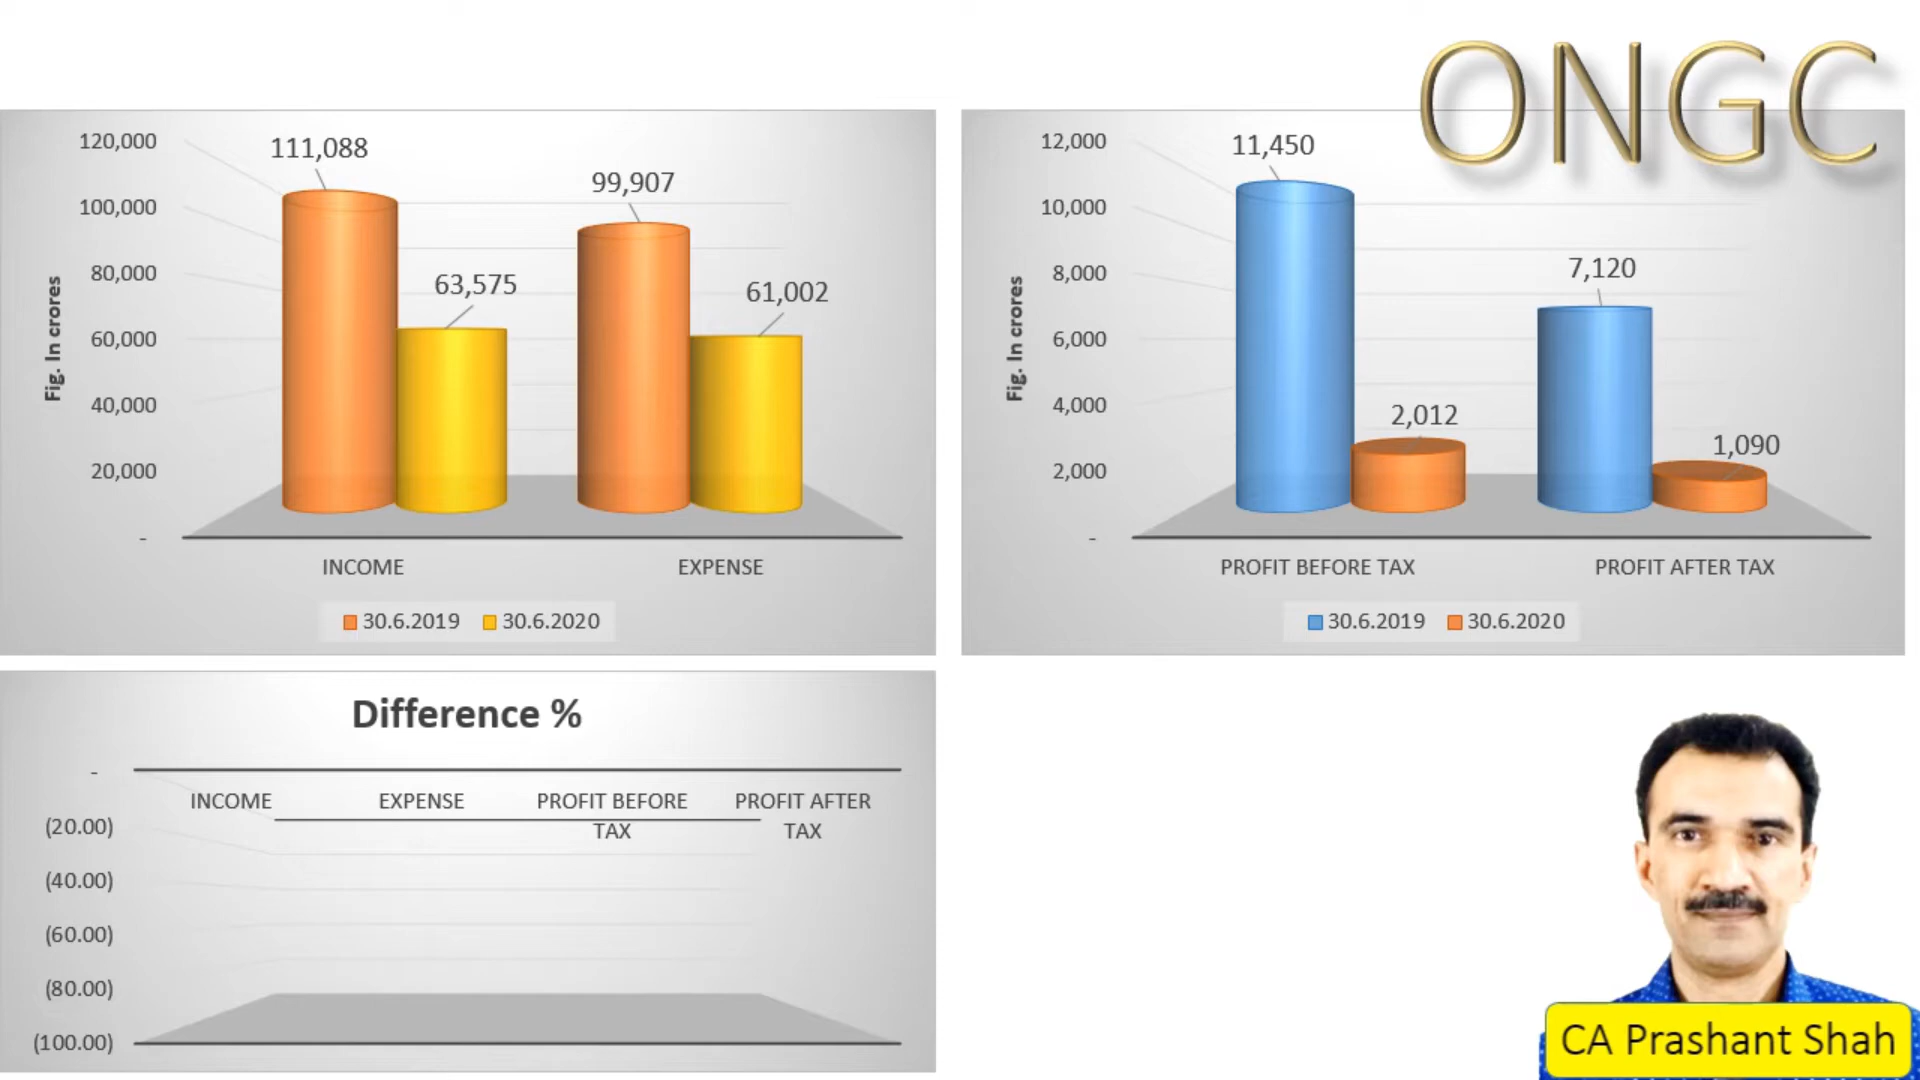 ONGC
120,000
100,000
80,000
60,000
40,000
20,000
-
Fig. In crores
111,088
63,575
99,907
61,002
INCOME
EXPENSE
30.6.2019
30.6.2020
12,000
10,000
8,000
6,000
4,000
2,000
-
Fig. In crores
11,450
2,012
7,120
1,090
PROFIT BEFORE TAX
PROFIT AFTER TAX
30.6.2019
30.6.2020
Difference %
-
(20.00)
(40.00)
(60.00)
(80.00)
(100.00)
INCOME
EXPENSE
PROFIT BEFORE
TAX
PROFIT AFTER
TAX
CA Prashant Shah